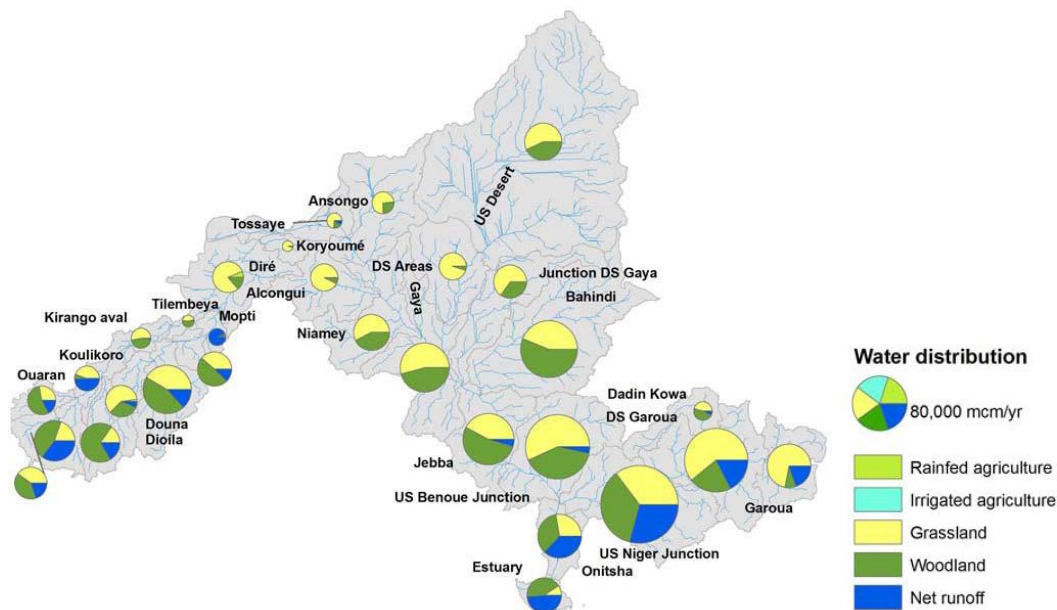 US Desert
Ansongo
Tossaye
Koryoumé
DS Areas
Junction DS Gaya
Diré
Alcongui
Gaya
Bahindi
Tilembeya
Mopti
Kirango aval
Niamey
Koulikoro
Ouaran
Douna
Dioila
Dadin Kowa
DS Garoua
Jebba
US Benoue Junction
Garoua
US Niger Junction
Onitsha
Estuary
Water distribution
80,000 mcm/yr
Rainfed agriculture
Irrigated agriculture
Grassland
Woodland
Net runoff